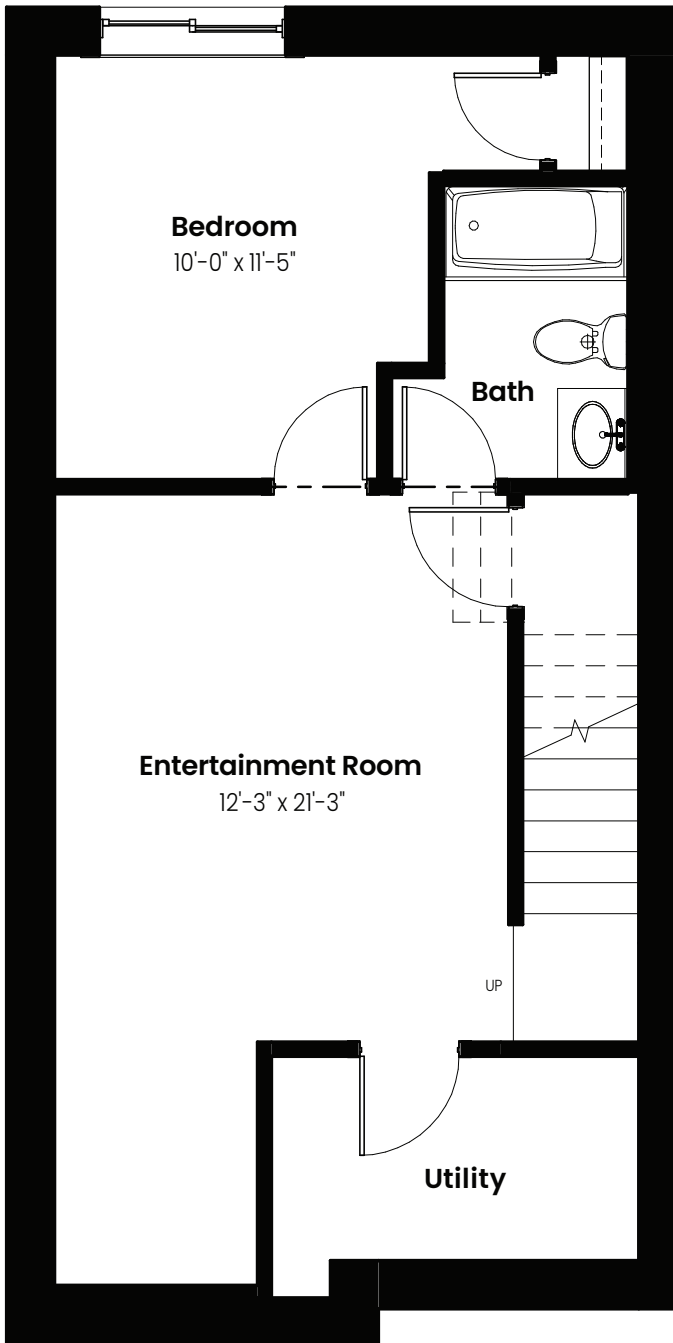 Bedroom
10'-0" x 11'-5"
Bath
Entertainment Room
12'-3" x 21'-3"
UP
Utility